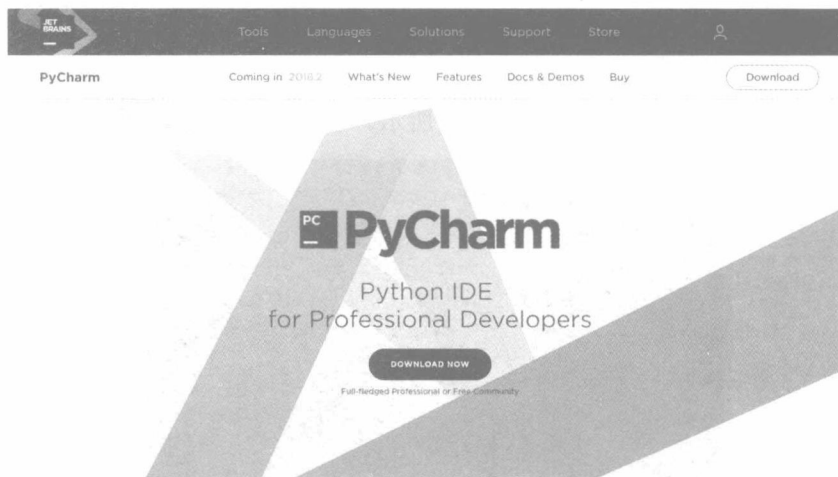 JET
BRAINS
Tools Languages Solutions Support Store
PyCharm Coming in 2018.2 What's New Features Docs & Demos Buy Download
PC
PyCharm
Python IDE
for Professional Developers
DOWNLOAD NOW
Full-fledged Professional or Free Community